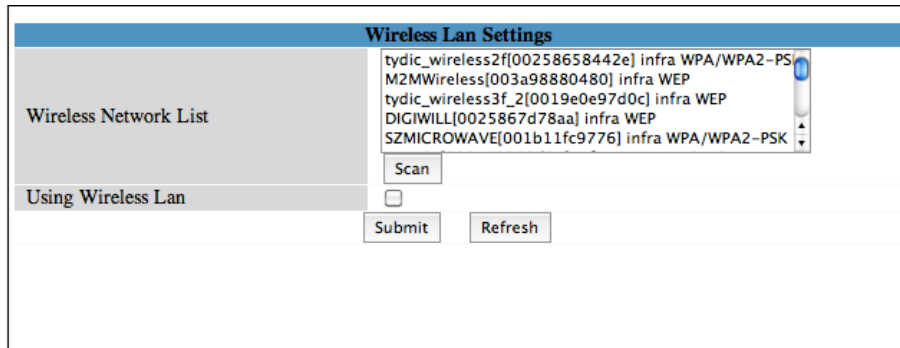 Wireless Lan Settings
Wireless Network List
tydic_wireless2f[00258658442e] infra WPA/WPA2-PS
M2MWireless[003a98880480] infra WEP
tydic_wireless3f_2[0019e0e97d0c] infra WEP
DIGIWILL[0025867d78aa] infra WEP
SZMICROWAVE[001b11fc9776] infra WPA/WPA2-PSK
Scan
Using Wireless Lan
Submit Refresh